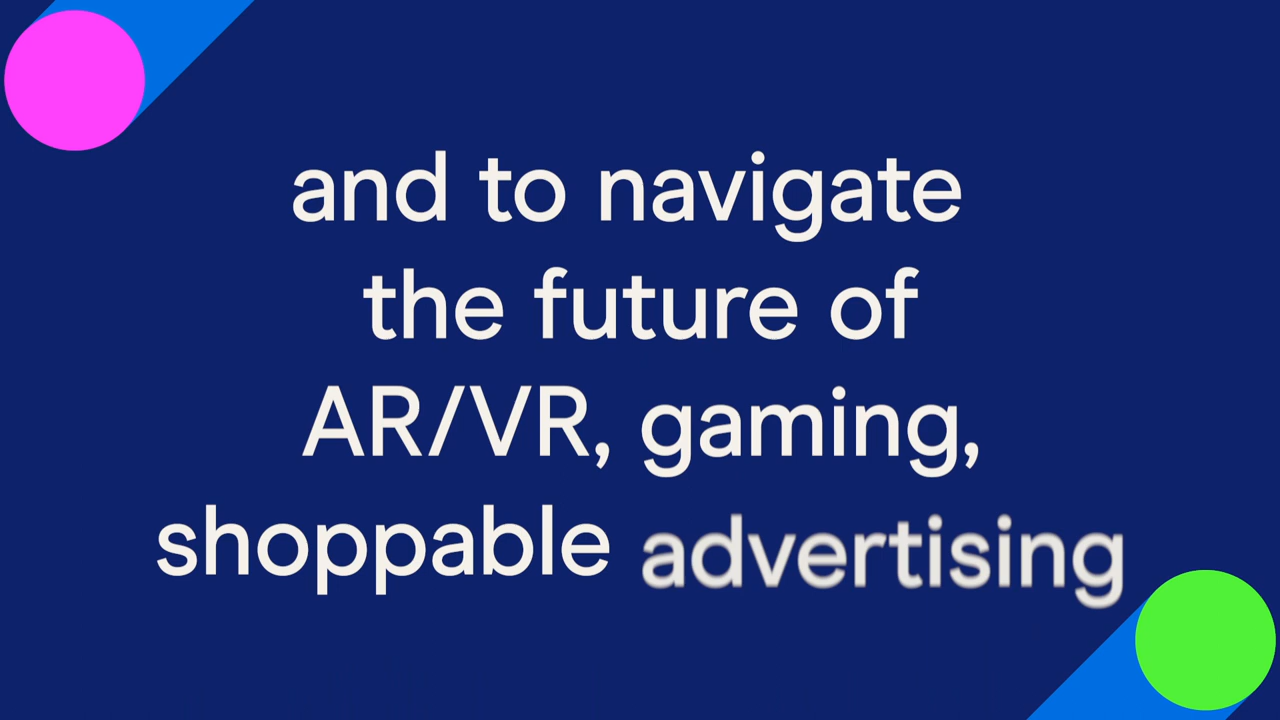 and to navigate
the future of
AR/VR, gaming,
shoppable advertising